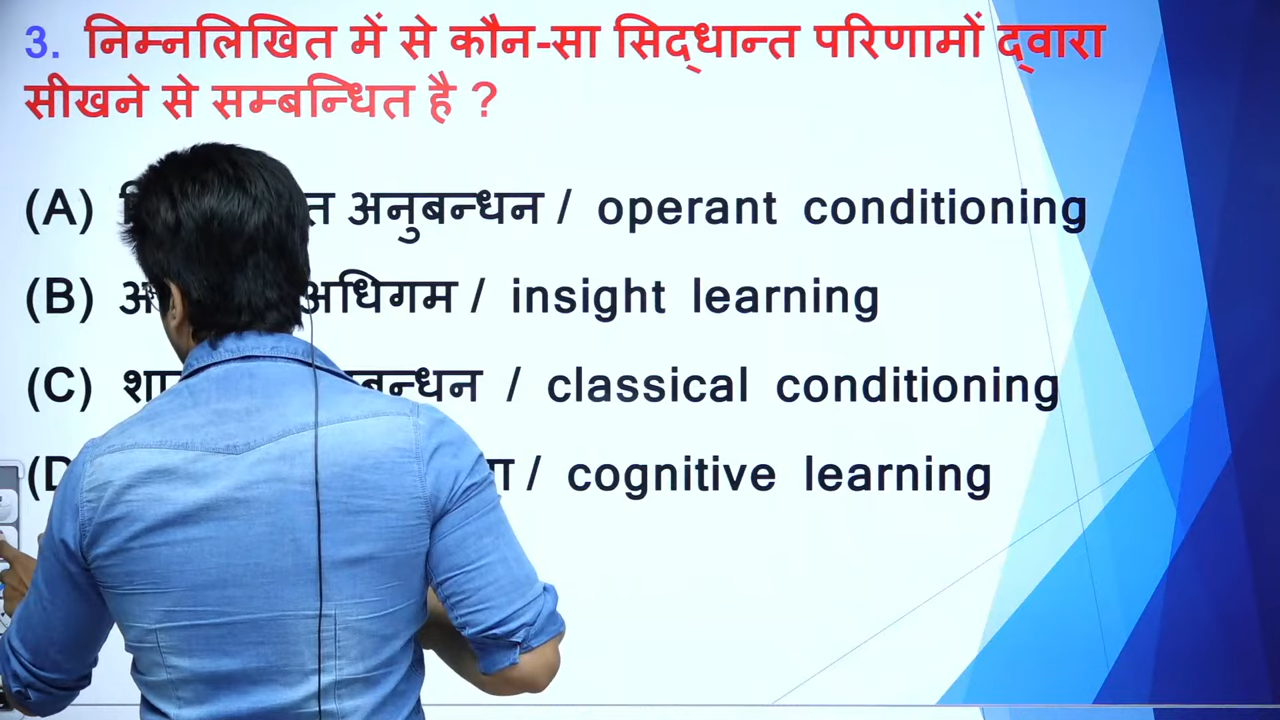 3. निम्नलिखित में से कौन-सा सिद्धान्त परिणामों द्वारा
सीखने से सम्बन्धित है ?
(A) अनुबन्धन / operant conditioning
(B) अधिगम / insight learning
(C) / classical conditioning
/ cognitive learning